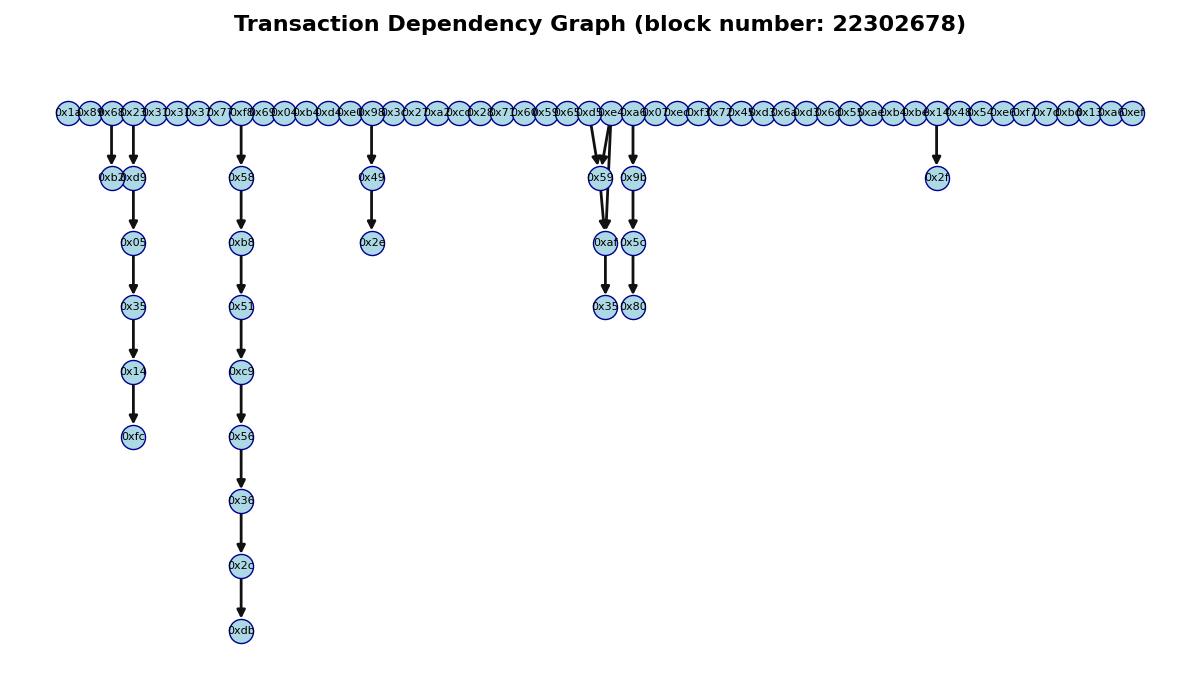 Transaction Dependency Graph (block number: 22302678)
0x1a 0x89 0x68 0x23 0x31 0x31 0x37 0x77 0xf8 0x69 0x04 0xb4 0xd4 0xe0 0x98 0x3c 0x27 0xa2 0xcd 0x28 0x71 0x60 0x59 0x65 0xd5 0xe4 0xa6 0x07 0xed 0xf3 0x72 0x45 0xd3 0x6a 0xd3 0x6d 0x55 0xae 0xb4 0xbe 0x14 0x48 0x54 0xe6 0xf7 0x7d 0xbd 0x13 0xa6 0xef
0xb2 0xd9 0x58 0x49 0x59 0x9b 0x2f
0x05 0xb8 0x2e 0xaf 0x5c
0x35 0x51 0x35 0x80
0x14 0xc9
0xfc 0x56
0x36
0x2c
0xdb